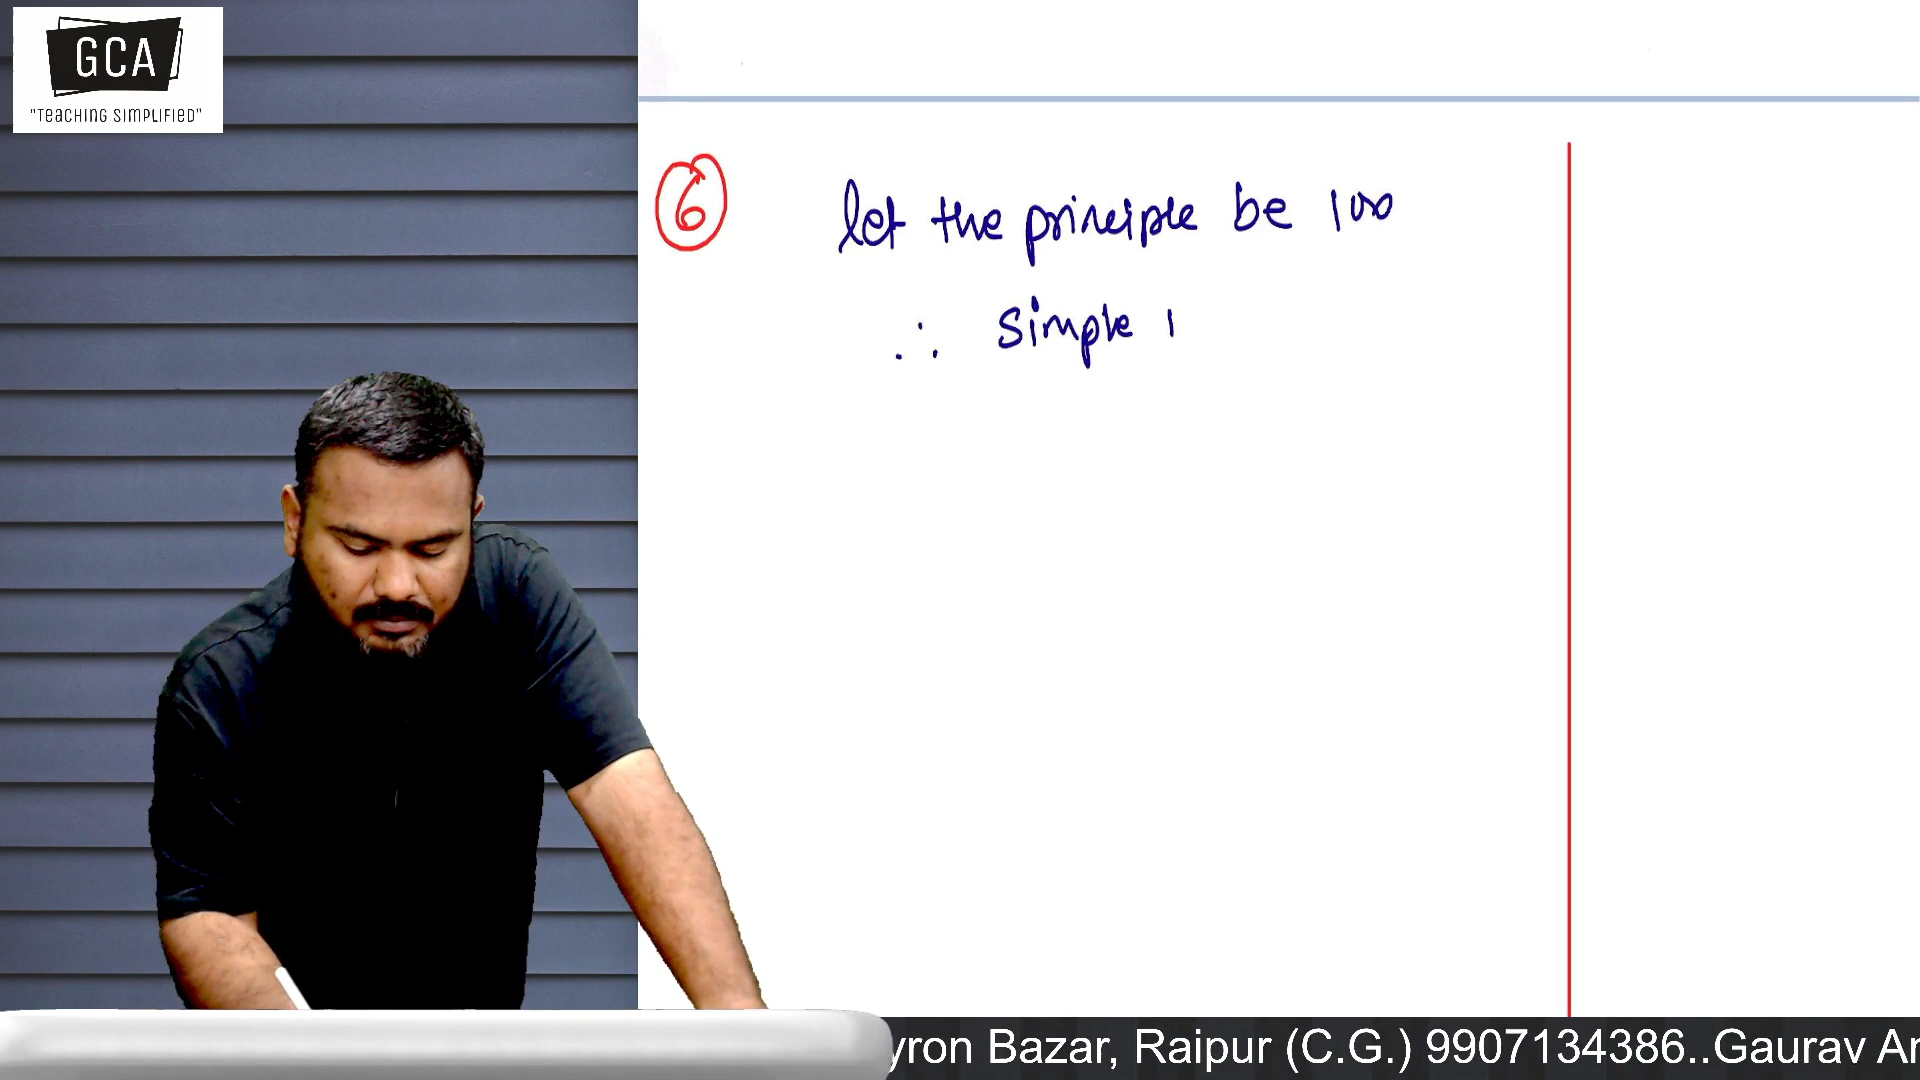 GCA
"TEACHING SIMPLIFIED"
6
let the principle be 100
∴ Simple I
yron Bazar, Raipur (C.G.) 9907134386..Gaurav Ar